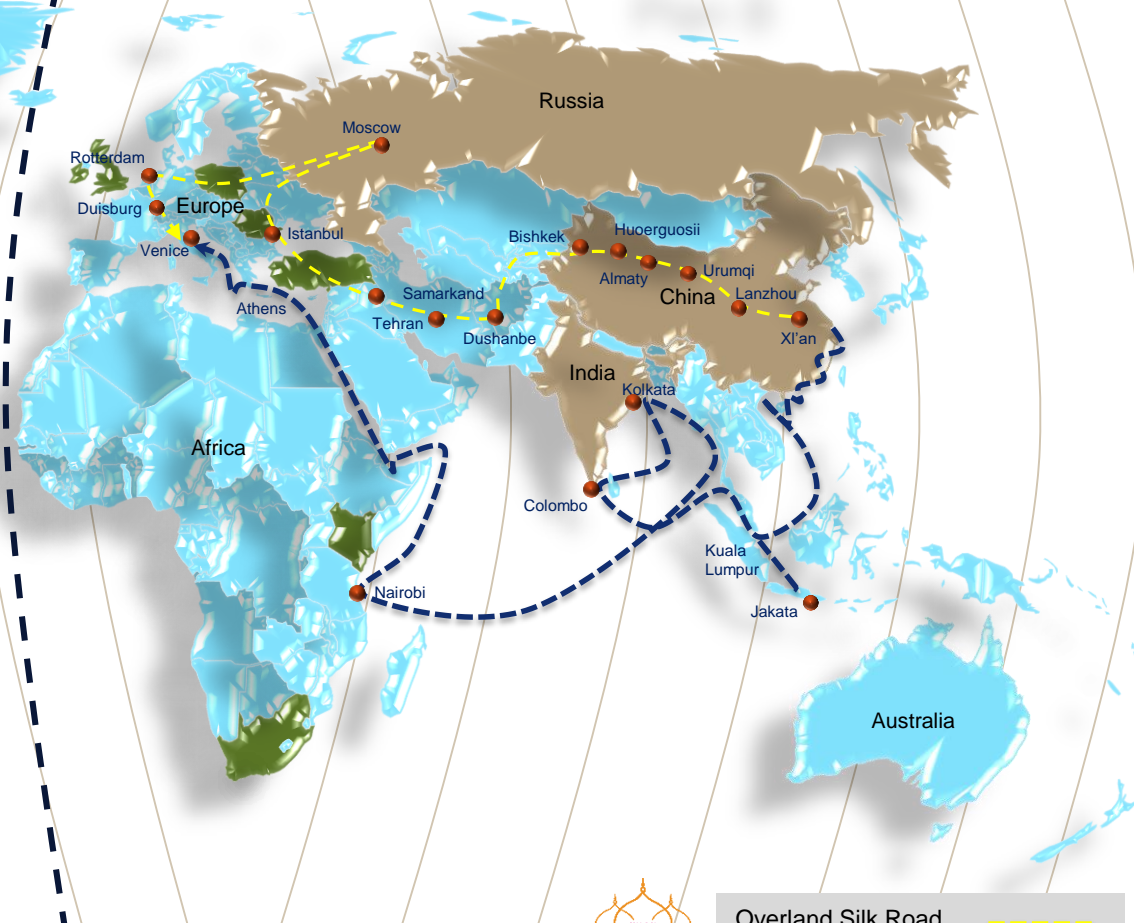 Russia
Moscow
Rotterdam
Duisburg
Europe
Istanbul
Venice
Bishkek
Huoerguosii
Almaty
Urumqi
China
Lanzhou
Samarkand
Athens
Tehran
Dushanbe
XI'an
India
Kolkata
Africa
Colombo
Kuala
Lumpur
Nairobi
Jakata
Australia
Overland Silk Road